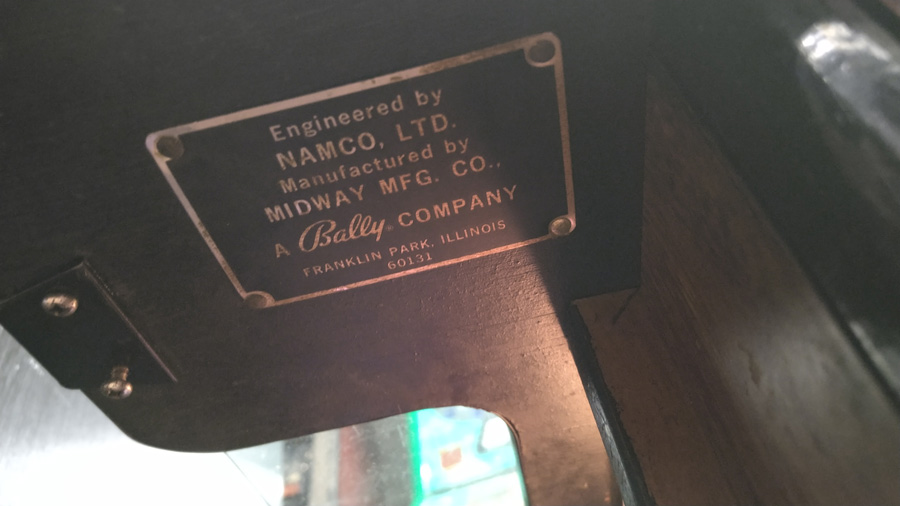 Engineered by
NAMCO, LTD.
Manufactured by
MIDWAY MFG. CO.,
A Bally® COMPANY
FRANKLIN PARK, ILLINOIS
60131